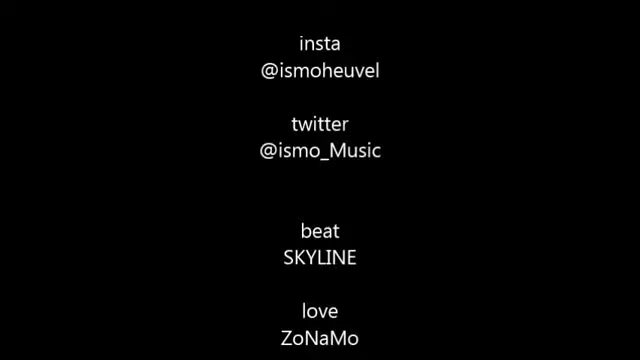 insta
@ismoheuvel
twitter
@ismo_Music
beat
SKYLINE
love
ZoNaMo